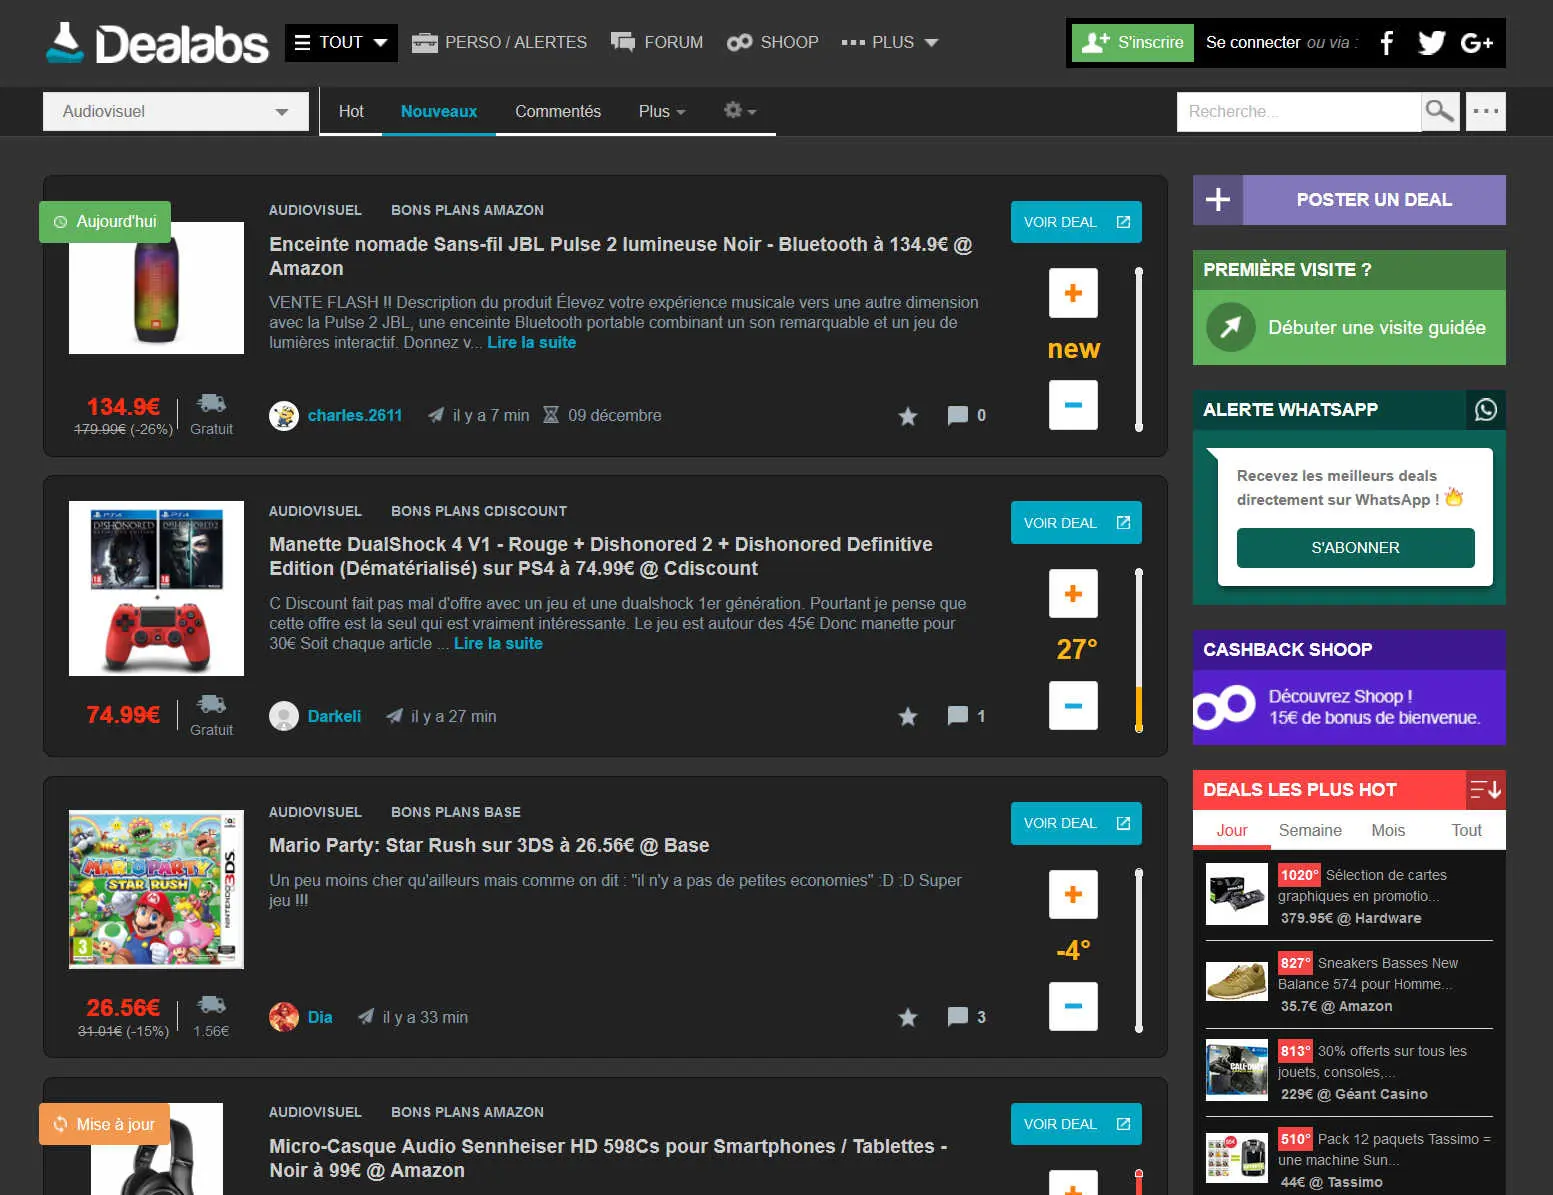 Dealabs
TOUT
PERSO / ALERTES
FORUM
SHOOP
PLUS
S'inscrire
Se connecter ou via :
Audiovisuel
Hot
Nouveaux
Commentés
Plus
Recherche...
Aujourd'hui
AUDIOVISUEL BONS PLANS AMAZON
Enceinte nomade Sans-fil JBL Pulse 2 lumineuse Noir - Bluetooth à 134.9€ @
Amazon
VENTE FLASH !! Description du produit Élevez votre expérience musicale vers une autre dimension
avec la Pulse 2 JBL, une enceinte Bluetooth portable combinant un son remarquable et un jeu de
lumières interactif. Donnez v... Lire la suite
134.9€
179.99€ (-26%)
Gratuit
charles.2611 il y a 7 min 09 décembre
0
VOIR DEAL
+
new
−
AUDIOVISUEL BONS PLANS CDISCOUNT
Manette DualShock 4 V1 - Rouge + Dishonored 2 + Dishonored Definitive
Edition (Dématérialisé) sur PS4 à 74.99€ @ Cdiscount
C Discount fait pas mal d'offre avec un jeu et une dualshock 1er génération. Pourtant je pense que
cette offre est la seul qui est vraiment intéressante. Le jeu est autour des 45€ Donc manette pour
30€ Soit chaque article ... Lire la suite
PS4 PS4
DISHONORED DISHONORED 2
74.99€
Gratuit
Darkeli il y a 27 min
1
VOIR DEAL
+
27°
−
AUDIOVISUEL BONS PLANS BASE
Mario Party: Star Rush sur 3DS à 26.56€ @ Base
Un peu moins cher qu'ailleurs mais comme on dit : "il n'y a pas de petites economies" :D :D Super
jeu !!!
MARIO PARTY
STAR RUSH
NINTENDO 3DS
3
26.56€
31.01€ (-15%)
1.56€
Dia il y a 33 min
3
VOIR DEAL
+
-4°
−
Mise à jour
AUDIOVISUEL BONS PLANS AMAZON
Micro-Casque Audio Sennheiser HD 598Cs pour Smartphones / Tablettes -
Noir à 99€ @ Amazon
VOIR DEAL
+
POSTER UN DEAL
PREMIÈRE VISITE ?
Débuter une visite guidée
ALERTE WHATSAPP
Recevez les meilleurs deals
directement sur WhatsApp !
S'ABONNER
CASHBACK SHOOP
Découvrez Shoop !
15€ de bonus de bienvenue.
DEALS LES PLUS HOT
Jour Semaine Mois Tout
1020° Sélection de cartes
graphiques en promotio...
379.95€ @ Hardware
827° Sneakers Basses New
Balance 574 pour Homme...
35.7€ @ Amazon
813° 30% offerts sur tous les
jouets, consoles,...
229€ @ Géant Casino
510° Pack 12 paquets Tassimo =
une machine Sun...
44€ @ Tassimo